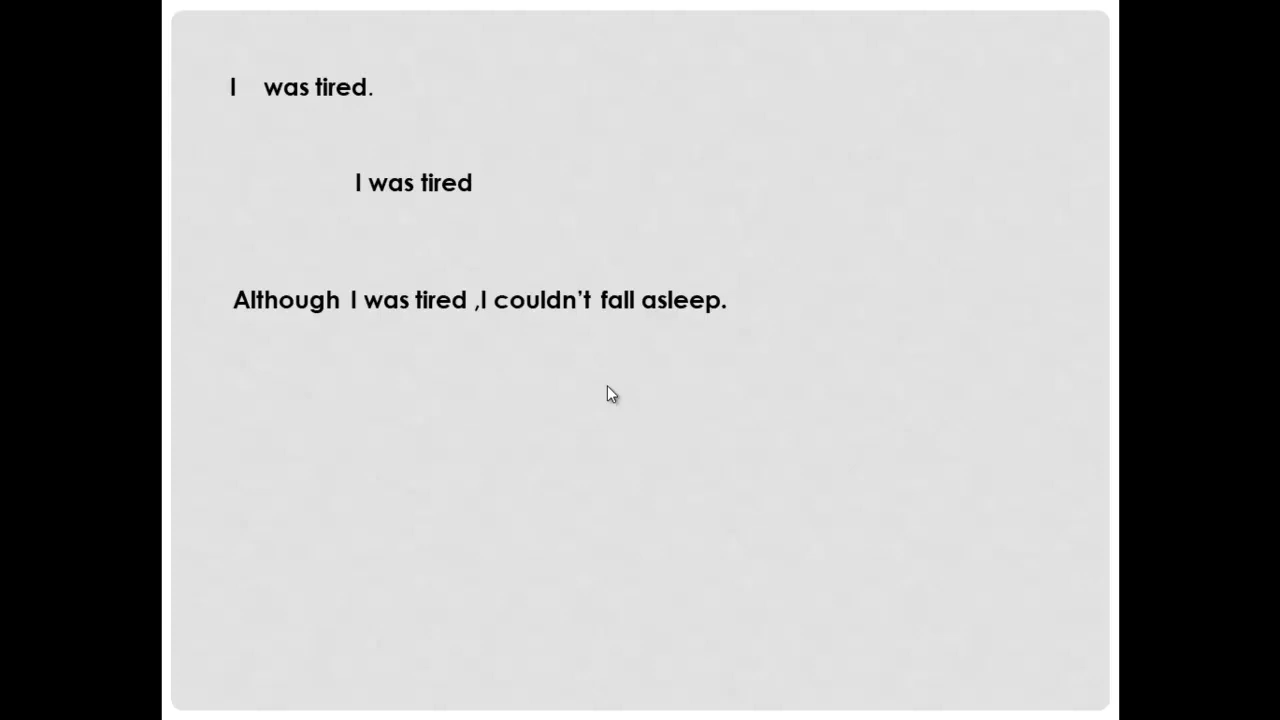 I was tired.
I was tired
Although I was tired ,I couldn't fall asleep.